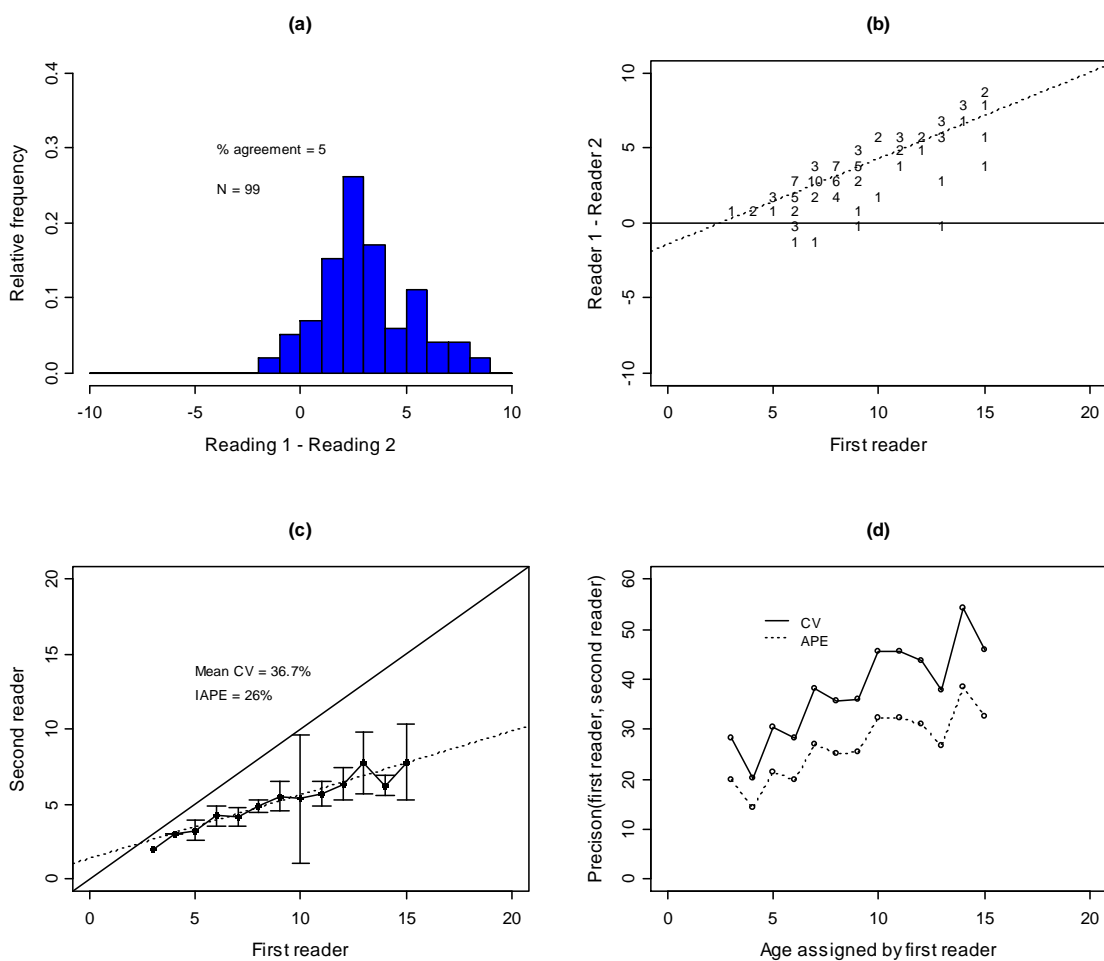 (a)
Relative frequency
0.4
0.3
0.2
0.1
0.0
% agreement = 5
N = 99
-10 -5 0 5 10
Reading 1 - Reading 2
(b)
Reader 1 - Reader 2
10
5
0
-5
-10
2
3 1
3 1
2 3 2 3 1
3 2 1
3 7 5 1 1
7 10 6 2 1
3 5 2 4 1
1 2 1 2 1
3 1 1
1 1
0 5 10 15 20
First reader
(c)
Second reader
20
15
10
5
0
Mean CV = 36.7%
IAPE = 26%
0 5 10 15 20
First reader
(d)
Precison(first reader, second reader)
60
50
40
30
20
10
0
CV
APE
0 5 10 15 20
Age assigned by first reader